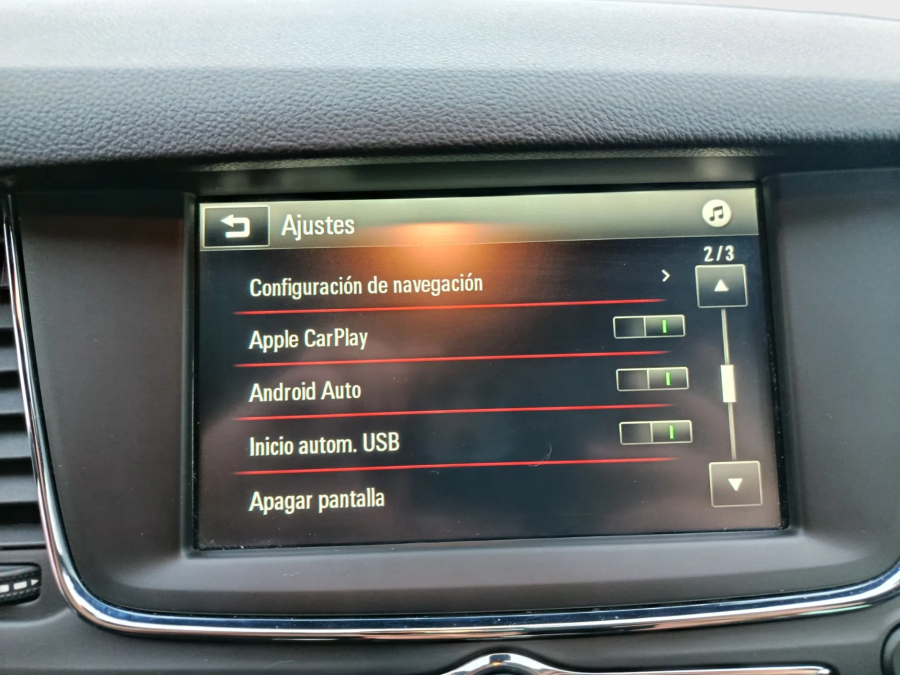 Ajustes
2/3
Configuración de navegación
Apple CarPlay
Android Auto
Inicio autom. USB
Apagar pantalla